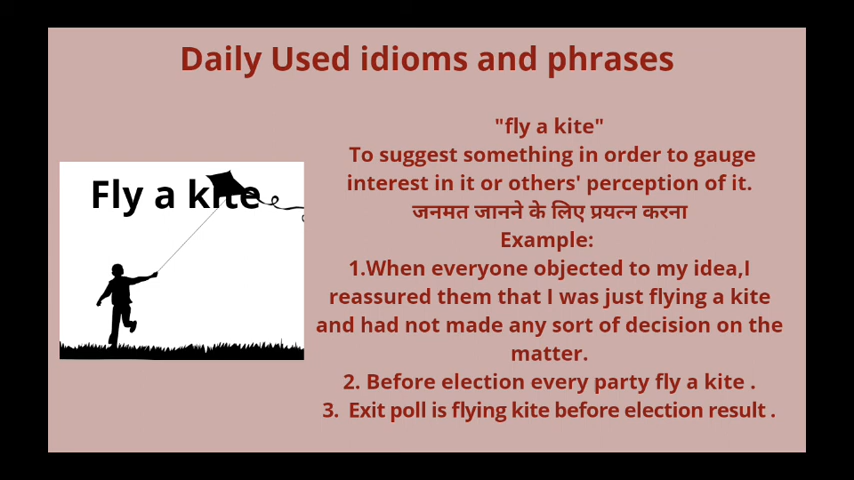 Daily Used idioms and phrases
Fly a kite
"fly a kite"
To suggest something in order to gauge
interest in it or others' perception of it.
जनमत जानने के लिए प्रयत्न करना
Example:
1.When everyone objected to my idea,I
reassured them that I was just flying a kite
and had not made any sort of decision on the
matter.
2. Before election every party fly a kite .
3.  Exit poll is flying kite before election result .